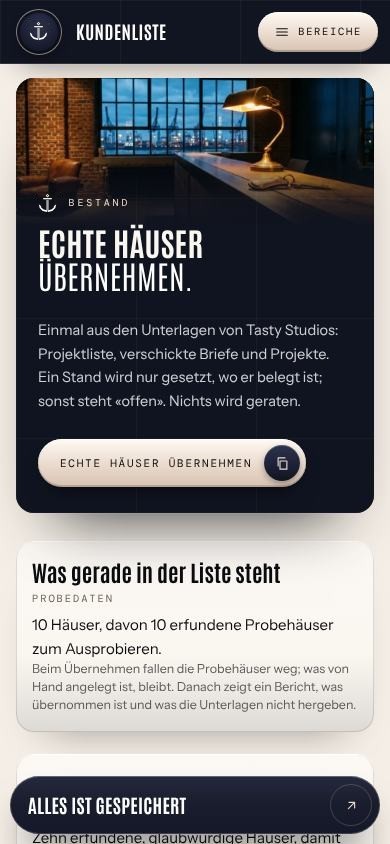 KUNDENLISTE
BEREICHE
BESTAND
ECHTE HÄUSER
ÜBERNEHMEN.
Einmal aus den Unterlagen von Tasty Studios:
Projektliste, verschickte Briefe und Projekte.
Ein Stand wird nur gesetzt, wo er belegt ist;
sonst steht «offen». Nichts wird geraten.
ECHTE HÄUSER ÜBERNEHMEN
Was gerade in der Liste steht
PROBEDATEN
10 Häuser, davon 10 erfundene Probehäuser
zum Ausprobieren.
Beim Übernehmen fallen die Probehäuser weg; was von
Hand angelegt ist, bleibt. Danach zeigt ein Bericht, was
übernommen ist und was die Unterlagen nicht hergeben.
ALLES IST GESPEICHERT
Zehn erfundene, glaubwürdige Häuser, damit